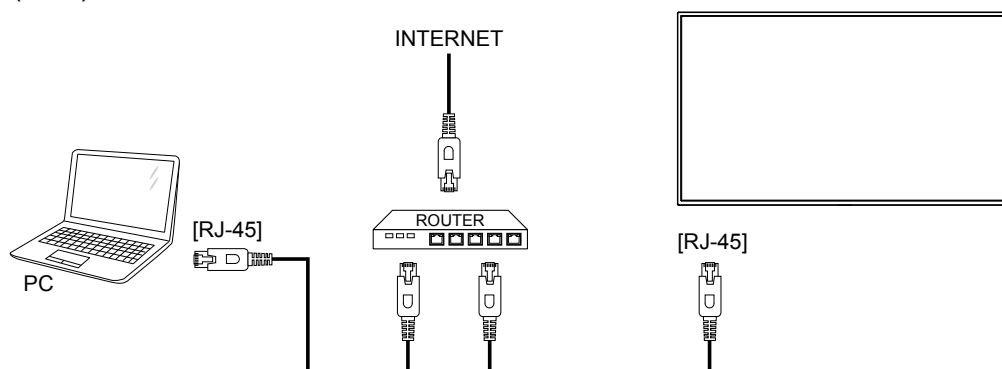 INTERNET
ROUTER
[RJ-45]
[RJ-45]
PC